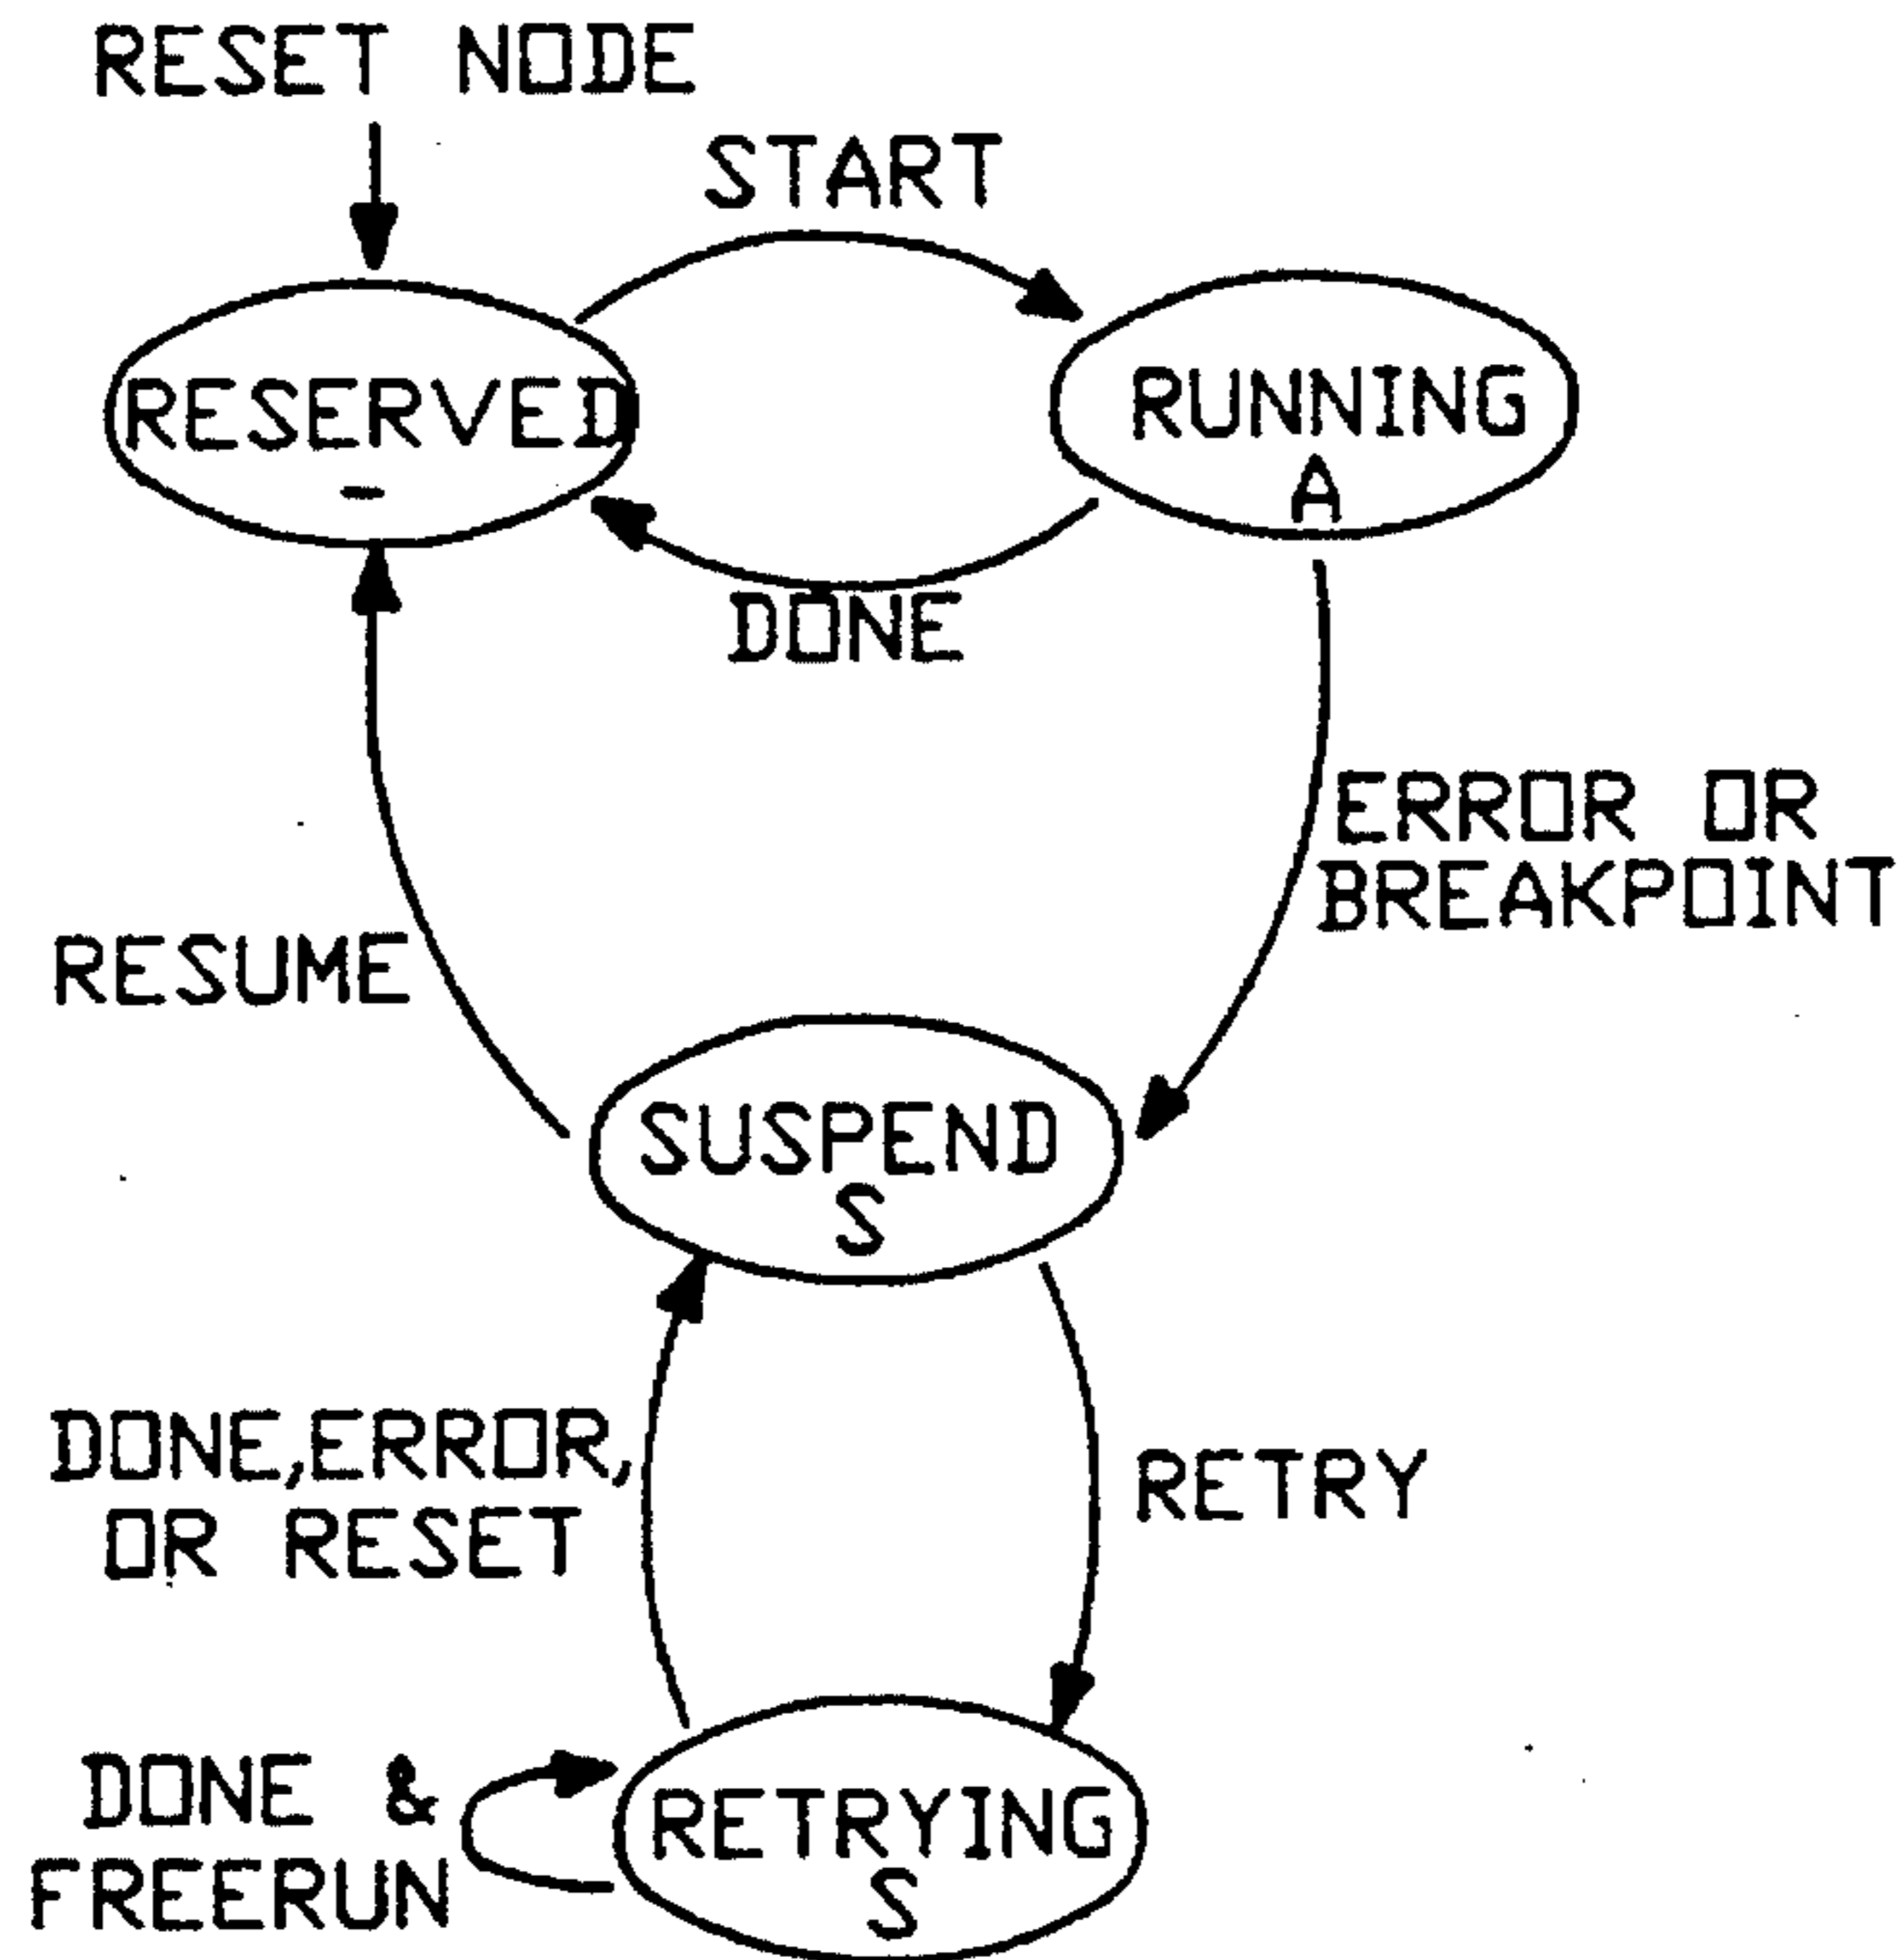 RESET NODE
START
RESERVED
-
RUNNING
A
DONE
ERROR OR
BREAKPOINT
RESUME
SUSPEND
S
DONE,ERROR,
OR RESET
RETRY
DONE &
FREERUN
RETRYING
S